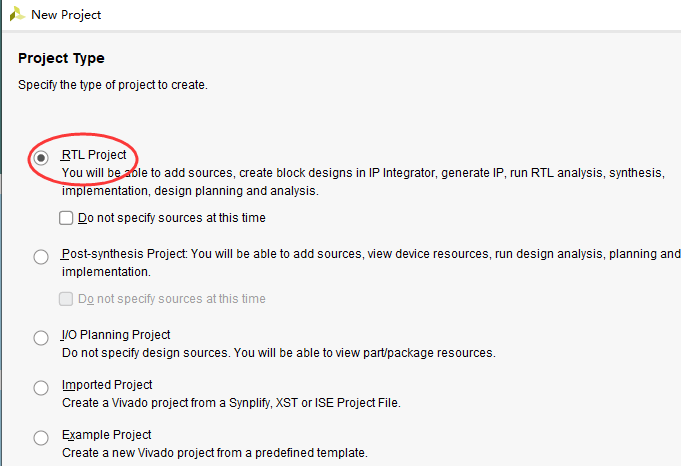 New Project
Project Type
Specify the type of project to create.
RTL Project
You will be able to add sources, create block designs in IP Integrator, generate IP, run RTL analysis, synthesis,
implementation, design planning and analysis.
Do not specify sources at this time
Post-synthesis Project: You will be able to add sources, view device resources, run design analysis, planning and
implementation.
Do not specify sources at this time
I/O Planning Project
Do not specify design sources. You will be able to view part/package resources.
Imported Project
Create a Vivado project from a Synplify, XST or ISE Project File.
Example Project
Create a new Vivado project from a predefined template.